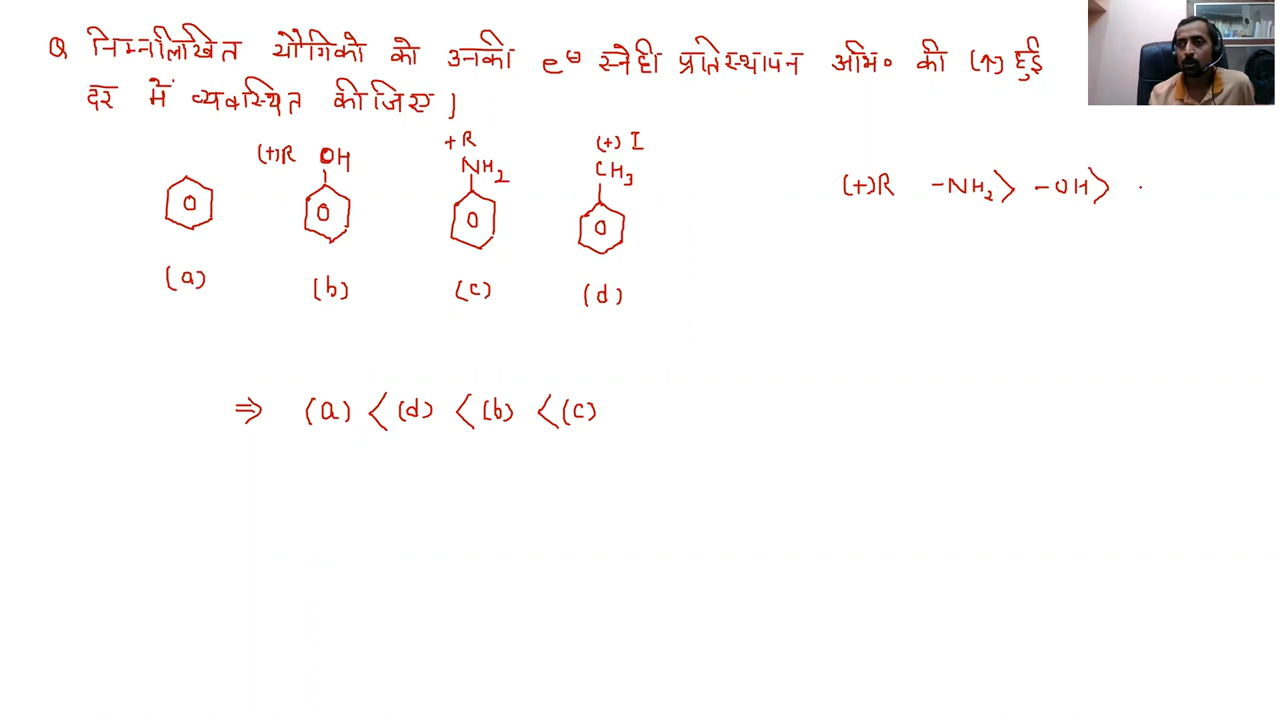 Q निम्नलिखित यौगिको को उनकी e⊖ स्नेही प्रतिस्थापन अभि० की (↑) हुई
दर में व्यवस्थित कीजिए।
(+)R OH
+R NH2
(+) I CH3
(+)R -NH2> -OH>
(a) (b) (c) (d)
⇒ (a) < (d) < (b) < (c)